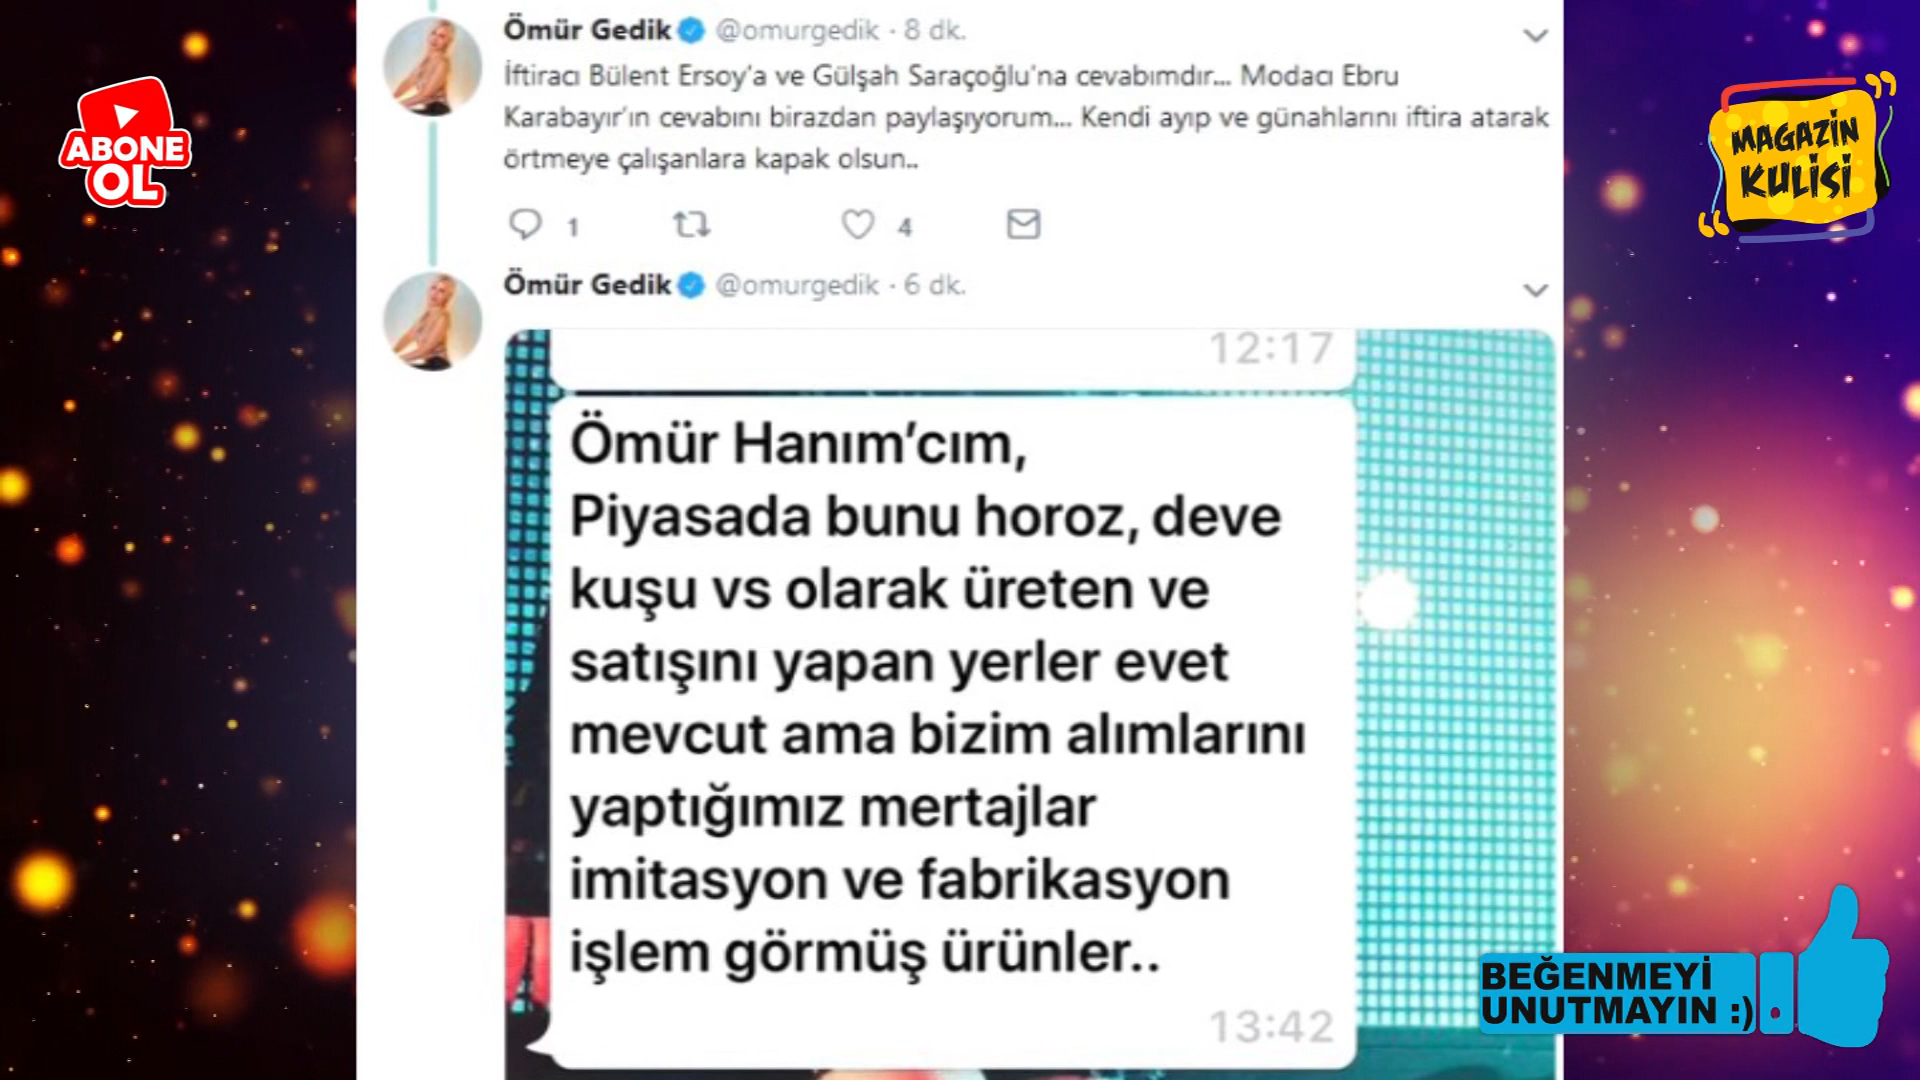 ABONE
OL
MAGAZİN
KULİSİ
Ömür Gedik @omurgedik · 8 dk.
İftiracı Bülent Ersoy'a ve Gülşah Saraçoğlu'na cevabımdır... Modacı Ebru
Karabayır'ın cevabını birazdan paylaşıyorum... Kendi ayıp ve günahlarını iftira atarak
örtmeye çalışanlara kapak olsun..
1 4
Ömür Gedik @omurgedik · 6 dk.
12:17
Ömür Hanım’cım,
Piyasada bunu horoz, deve
kuşu vs olarak üreten ve
satışını yapan yerler evet
mevcut ama bizim alımlarını
yaptığımız mertajlar
imitasyon ve fabrikasyon
işlem görmüş ürünler..
13:42
BEĞENMEYİ
UNUTMAYIN :)